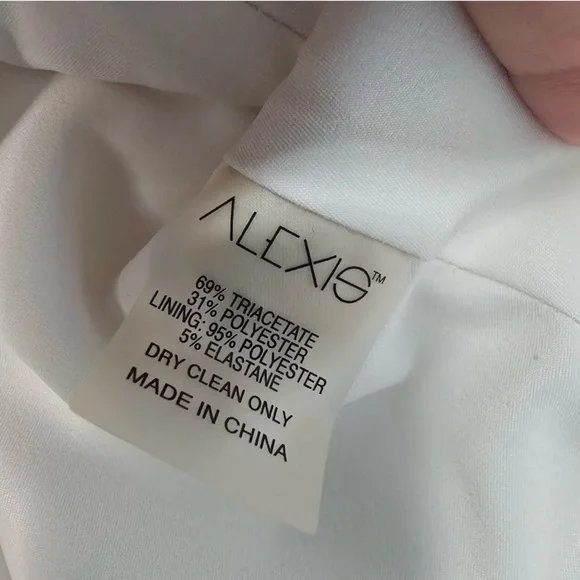 ALEXIS™
69% TRIACETATE
31% POLYESTER
LINING: 95% POLYESTER
5% ELASTANE
DRY CLEAN ONLY
MADE IN CHINA